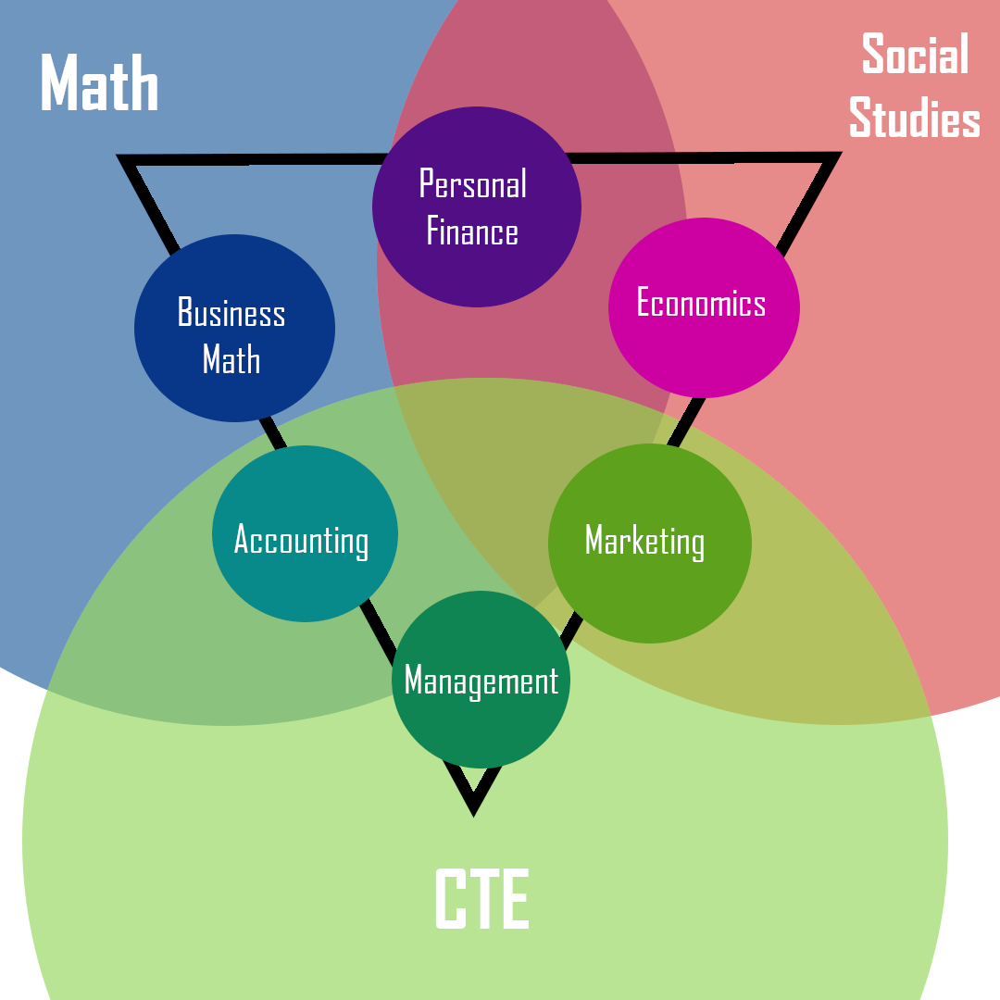 Math
Social
Studies
Personal
Finance
Economics
Business
Math
Accounting
Marketing
Management
CTE